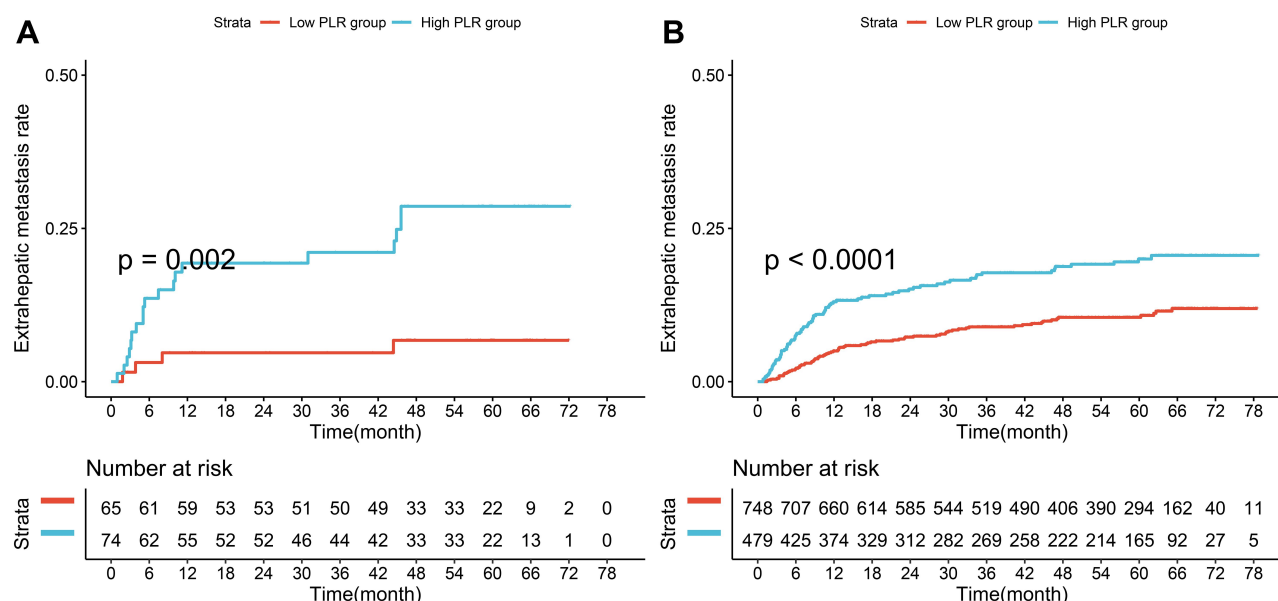 A
Strata Low PLR group High PLR group
Extrahepatic metastasis rate
0.50
0.25
0.00
p = 0.002
0 6 12 18 24 30 36 42 48 54 60 66 72 78
Time(month)
Number at risk
Strata
65 61 59 53 53 51 50 49 33 33 22 9 2 0
74 62 55 52 52 46 44 42 33 33 22 13 1 0
0 6 12 18 24 30 36 42 48 54 60 66 72 78
Time(month)
B
Strata Low PLR group High PLR group
Extrahepatic metastasis rate
0.50
0.25
0.00
p < 0.0001
0 6 12 18 24 30 36 42 48 54 60 66 72 78
Time(month)
Number at risk
Strata
748 707 660 614 585 544 519 490 406 390 294 162 40 11
479 425 374 329 312 282 269 258 222 214 165 92 27 5
0 6 12 18 24 30 36 42 48 54 60 66 72 78
Time(month)